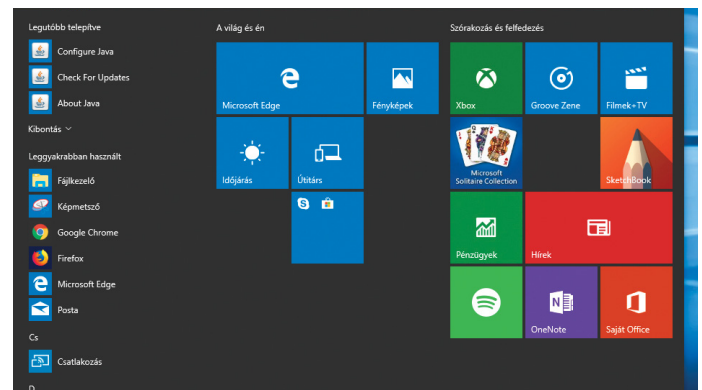 Legutóbb telepítve
Configure Java
Check For Updates
About Java
Kibontás
Leggyakrabban használt
Fájlkezelő
Képmetsző
Google Chrome
Firefox
Microsoft Edge
Posta
Cs
Csatlakozás
D
A világ és én
Microsoft Edge
Fényképek
Időjárás
Útitárs
Szórakozás és felfedezés
Xbox
Groove Zene
Filmek+TV
Microsoft
Solitaire Collection
SketchBook
Pénzügyek
Hírek
OneNote
Saját Office